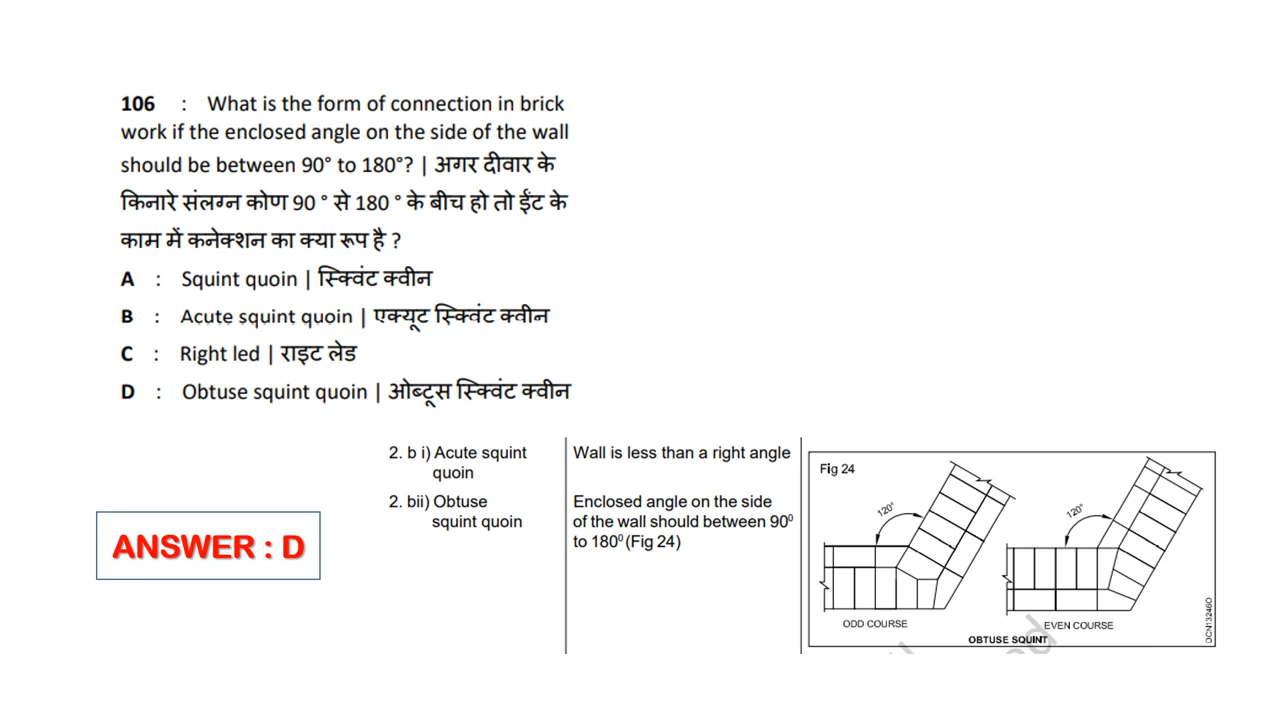 106 : What is the form of connection in brick
work if the enclosed angle on the side of the wall
should be between 90° to 180°? | अगर दीवार के
किनारे संलग्न कोण 90 ° से 180 ° के बीच हो तो ईंट के
काम में कनेक्शन का क्या रूप है ?
A : Squint quoin | स्क्विंट क्वीन
B : Acute squint quoin | एक्यूट स्क्विंट क्वीन
C : Right led | राइट लेड
D : Obtuse squint quoin | ओब्टूस स्क्विंट क्वीन
ANSWER : D
2. b i) Acute squint
quoin
Wall is less than a right angle
2. bii) Obtuse
squint quoin
Enclosed angle on the side
of the wall should between 90⁰
to 180⁰ (Fig 24)
Fig 24
120°
120°
ODD COURSE
EVEN COURSE
OBTUSE SQUINT
DCN13246O